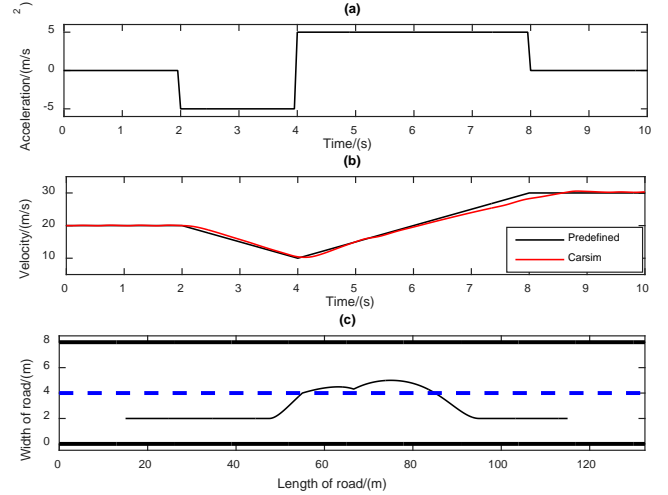 (a)
Acceleration/(m/s²)
5
0
-5
0 1 2 3 4 5 6 7 8 9 10
Time/(s)
(b)
Velocity/(m/s)
30
20
10
Predefined
Carsim
0 1 2 3 4 5 6 7 8 9 10
Time/(s)
(c)
Width of road/(m)
8
6
4
2
0
0 20 40 60 80 100 120
Length of road/(m)